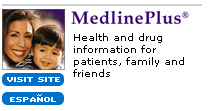 MedlinePlus®
Health and drug
information for
patients, family and
friends
VISIT SITE
ESPAÑOL